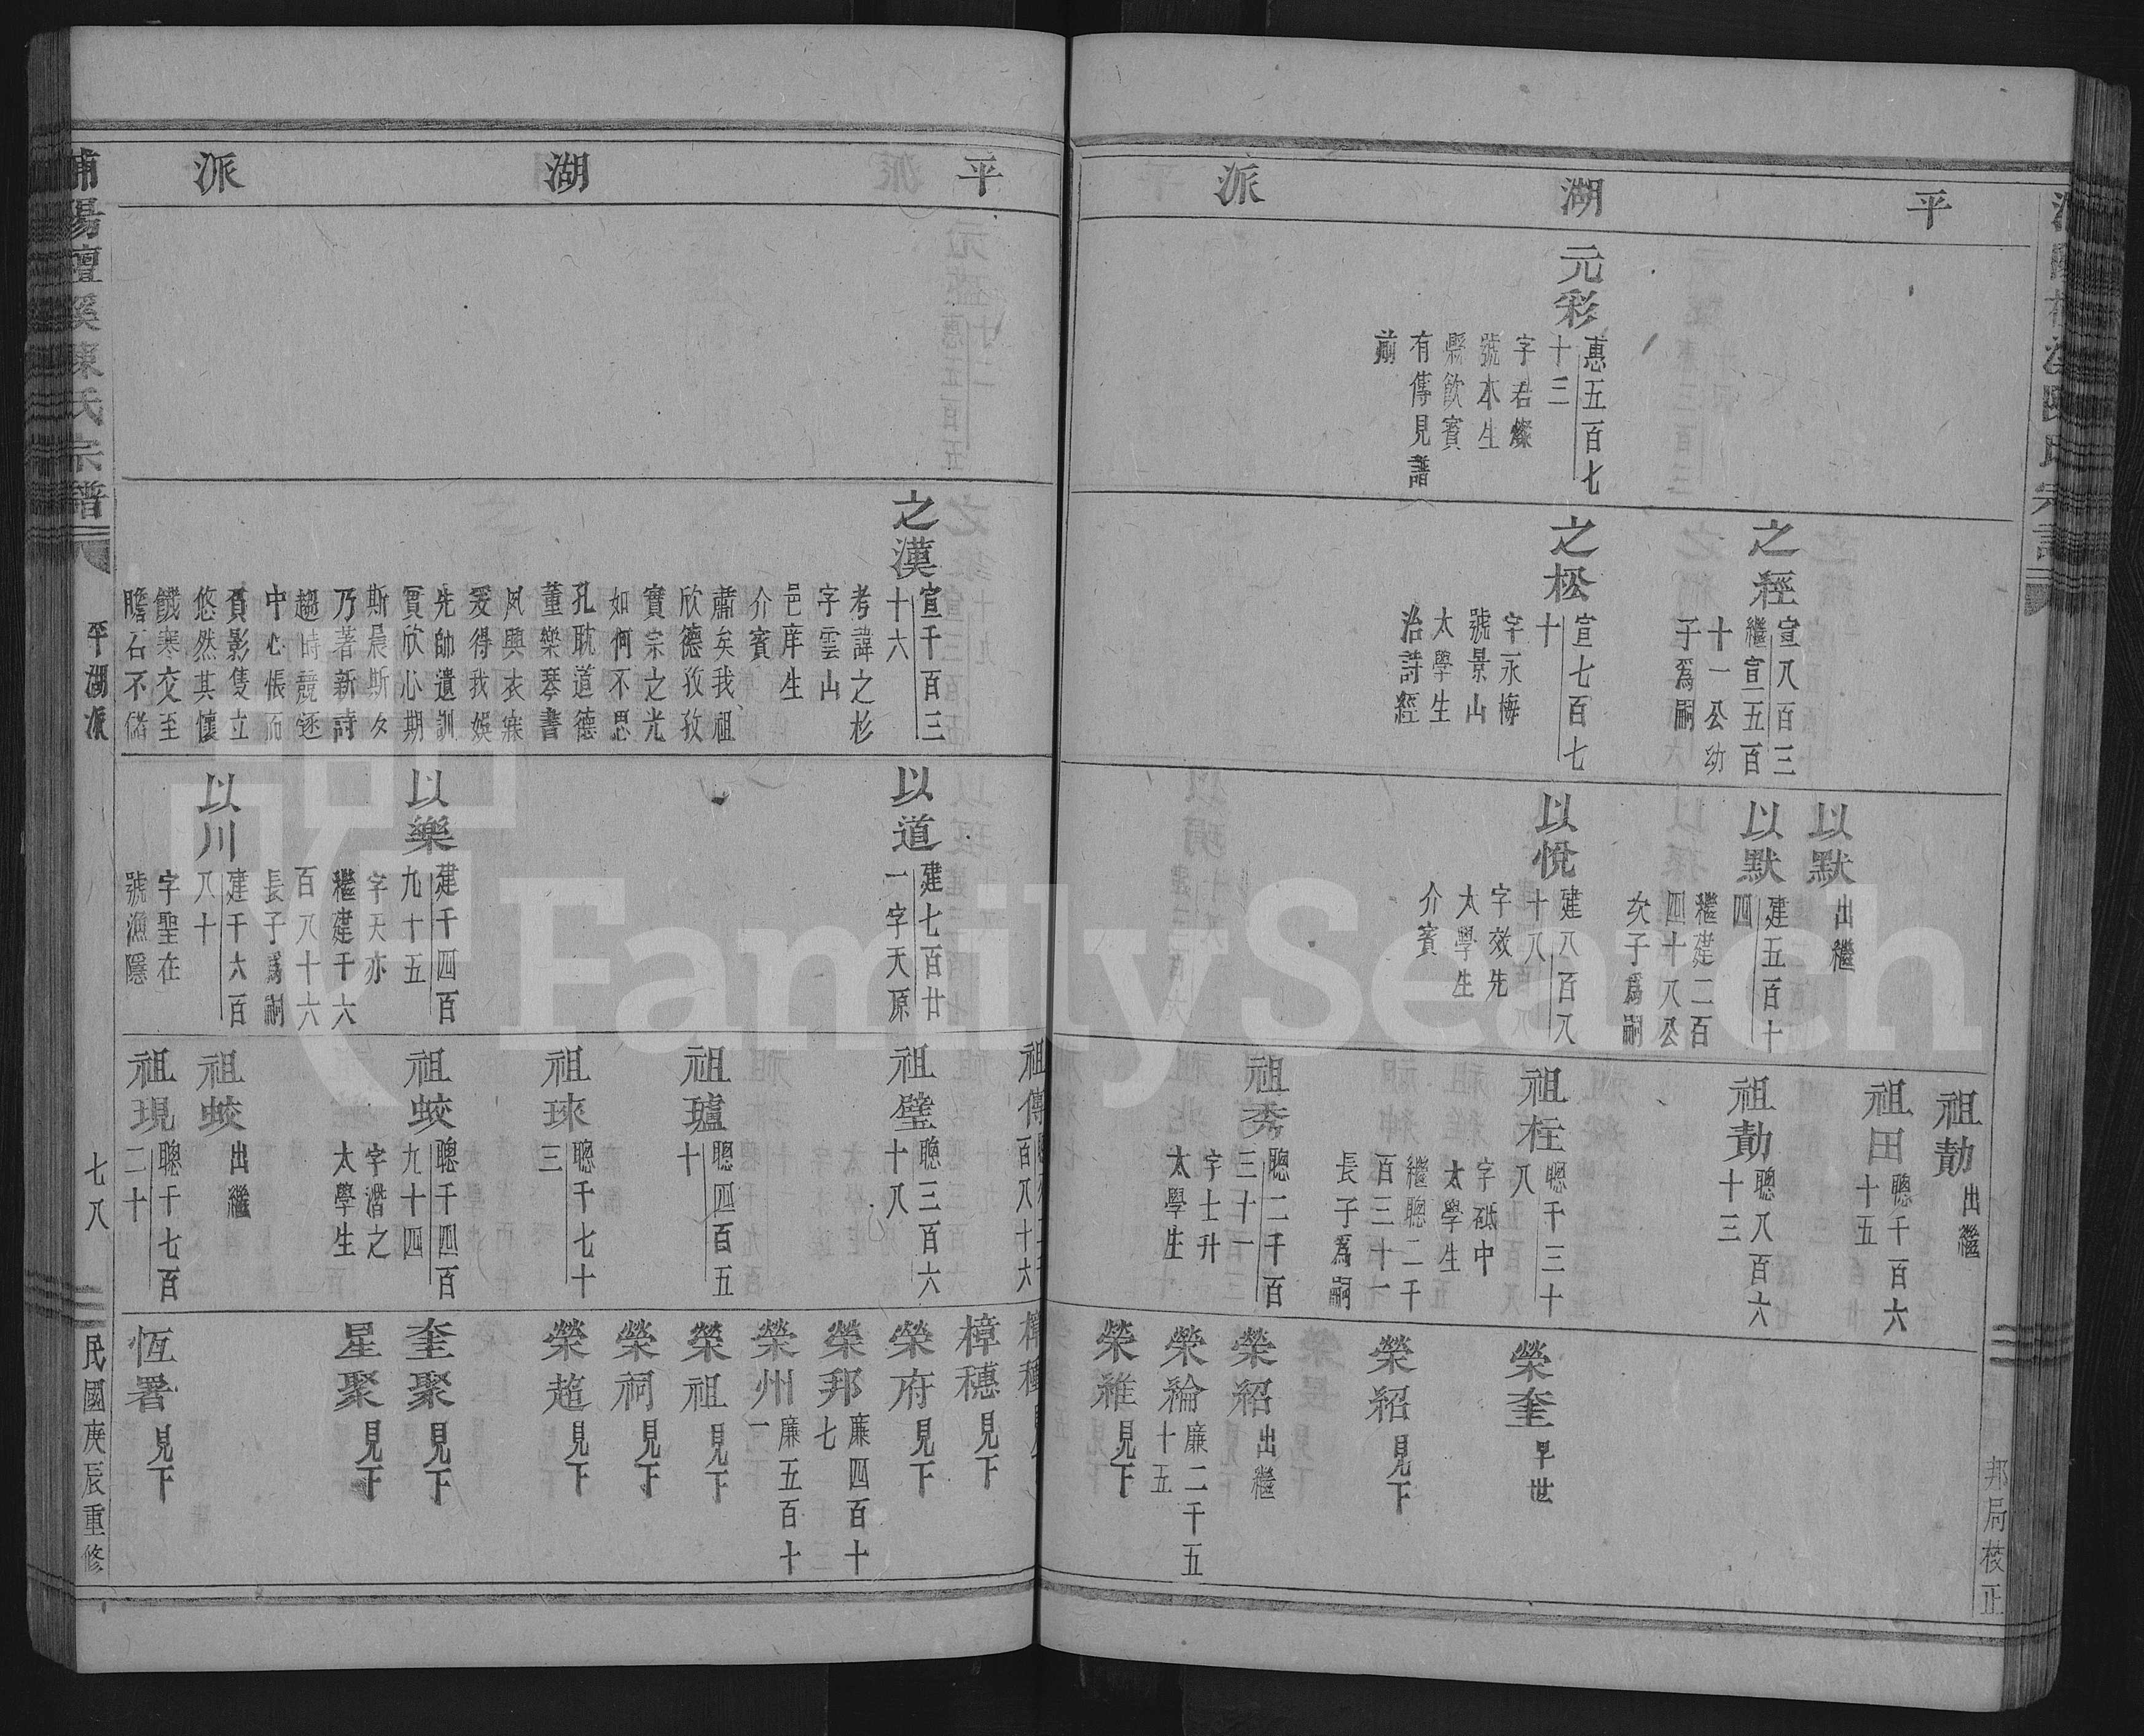 平湖派
元彩
惠五百七
十三
字君燦
號本生
縣飲賓
有傳見譜
前
之經
宣八百三
繼宣五百
十一公幼
子爲嗣
之松
宣七百七
十
字永梅
號景山
太學生
治詩經
以默
出繼
以默
建五百十
四
繼建二百
四十八公
次子爲嗣
以悅
建八百八
十八
字效先
太學生
介賓
祖勣
出繼
祖田
聰千百六
十五
祖勣
聰八百六
十三
祖枉
聰千三十
八
字砥中
太學生
繼聰二千
百三十一
長子爲嗣
祖秀
聰二千百
三十一
字士升
太學生
榮奎
早世
榮紹
見下
榮紹
出繼
榮綸
廉二千五
十五
榮維
見下
邦局校正
平湖派
之漢
宣千百三
十六
考諱之杉
字雲山
邑庠生
介賓
肅矣我祖
欣德孜孜
實宗之光
如何不思
孔耽道德
董樂琴書
夙興衣寐
爰得我娛
先師遺訓
實欣心期
斯晨斯夕
乃著新詩
趨時競逐
中心悵而
負影隻立
悠然其懷
饑寒交至
膽石不儲
以道
建七百廿
一字天原
以樂
建千四百
九十五
字天亦
繼建千六
百八十六
長子爲嗣
以川
建千六百
八十
字聖在
號漁隱
祖傳
百八十六
祖璧
聰三百六
十八
祖瓐
聰四百五
十
祖琜
聰千七十
三
祖蛟
聰千四百
九十四
字潛之
太學生
祖蛟
出繼
祖現
聰千七百
二十
樟穗
見下
榮府
見下
榮邦
廉四百十
七
榮州
廉五百十
一
榮祖
見下
榮祠
見下
榮趨
見下
奎聚
見下
星聚
見下
恆署
見下
浦陽檀溪陳氏宗譜
平湖派
七八
民國庚辰重修
FamilySearch